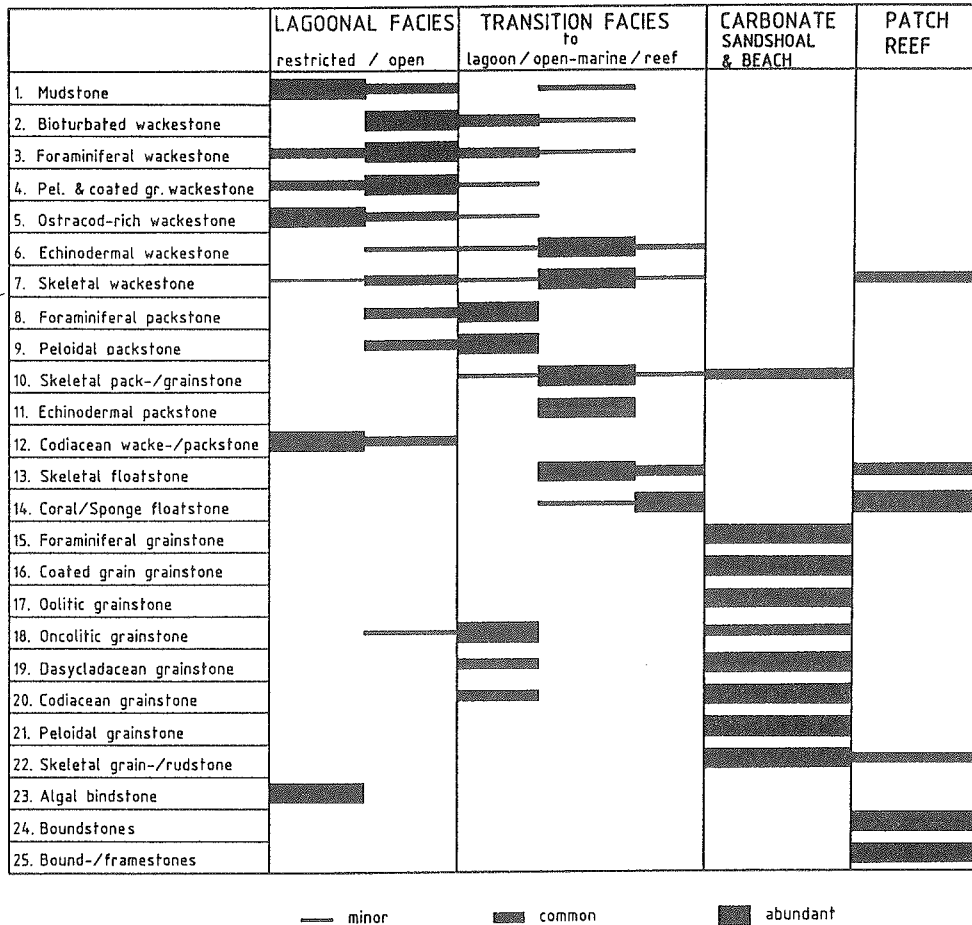 LAGOONAL FACIES
restricted / open
TRANSITION FACIES
to
lagoon / open-marine / reef
CARBONATE
SANDSHOAL
& BEACH
PATCH
REEF
1. Mudstone
2. Bioturbated wackestone
3. Foraminiferal wackestone
4. Pel. & coated gr. wackestone
5. Ostracod-rich wackestone
6. Echinodermal wackestone
7. Skeletal wackestone
8. Foraminiferal packstone
9. Peloidal packstone
10. Skeletal pack-/grainstone
11. Echinodermal packstone
12. Codiacean wacke-/packstone
13. Skeletal floatstone
14. Coral/Sponge floatstone
15. Foraminiferal grainstone
16. Coated grain grainstone
17. Oolitic grainstone
18. Oncolitic grainstone
19. Dasycladacean grainstone
20. Codiacean grainstone
21. Peloidal grainstone
22. Skeletal grain-/rudstone
23. Algal bindstone
24. Boundstones
25. Bound-/framestones
minor common abundant